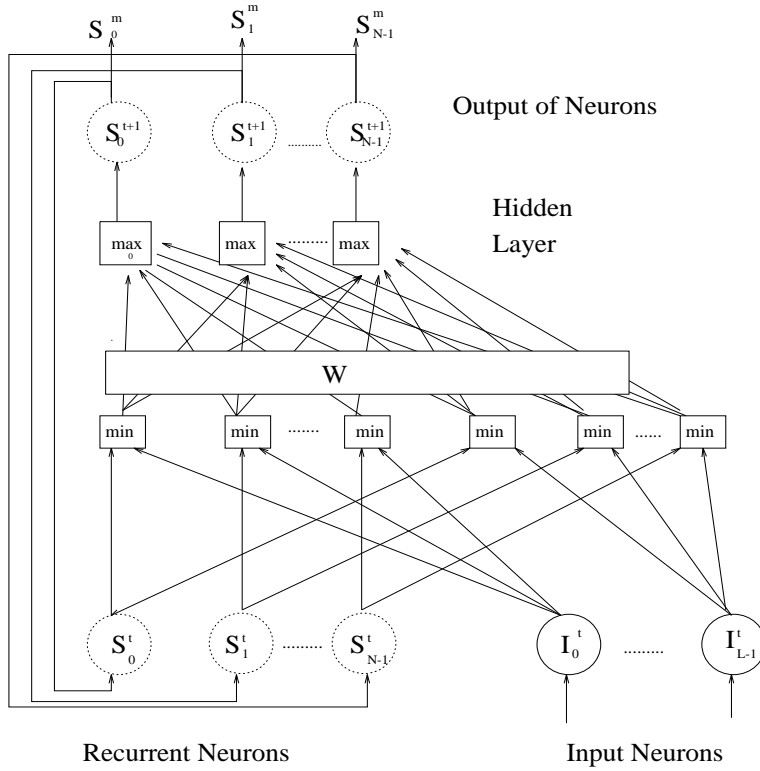 S_0^m S_1^m S_{N-1}^m
Output of Neurons
S_0^{t+1} S_1^{t+1} ......... S_{N-1}^{t+1}
Hidden
Layer
max_0 max ......... max
W
min min ....... min min min ...... min
S_0^t S_1^t ......... S_{N-1}^t I_0^t ......... I_{L-1}^t
Recurrent Neurons Input Neurons